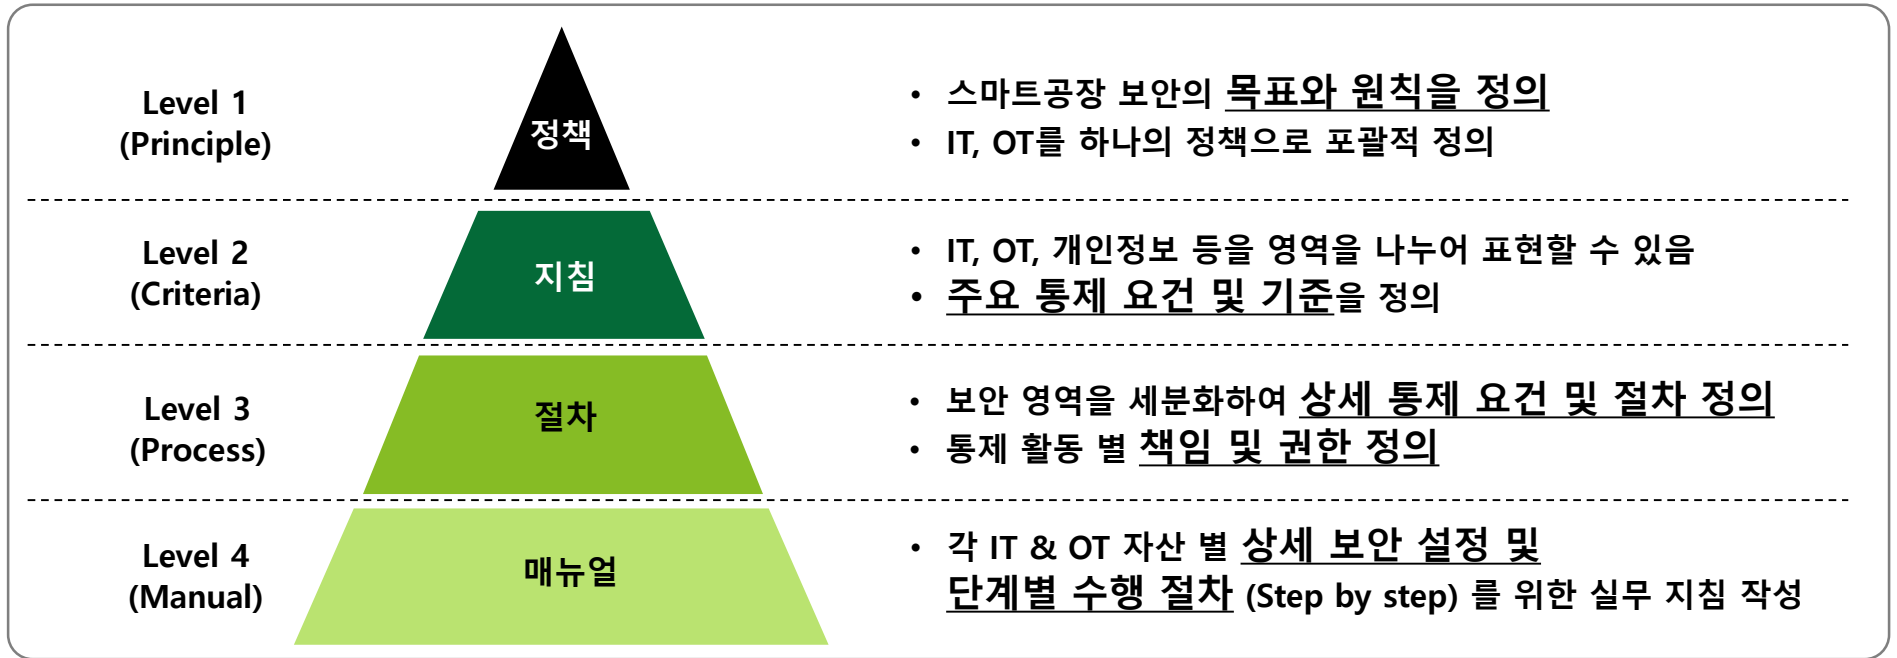 Level 1
(Principle)
정책
• 스마트공장 보안의 목표와 원칙을 정의
• IT, OT를 하나의 정책으로 포괄적 정의
Level 2
(Criteria)
지침
• IT, OT, 개인정보 등을 영역을 나누어 표현할 수 있음
• 주요 통제 요건 및 기준을 정의
Level 3
(Process)
절차
• 보안 영역을 세분화하여 상세 통제 요건 및 절차 정의
• 통제 활동 별 책임 및 권한 정의
Level 4
(Manual)
매뉴얼
• 각 IT & OT 자산 별 상세 보안 설정 및
단계별 수행 절차 (Step by step) 를 위한 실무 지침 작성